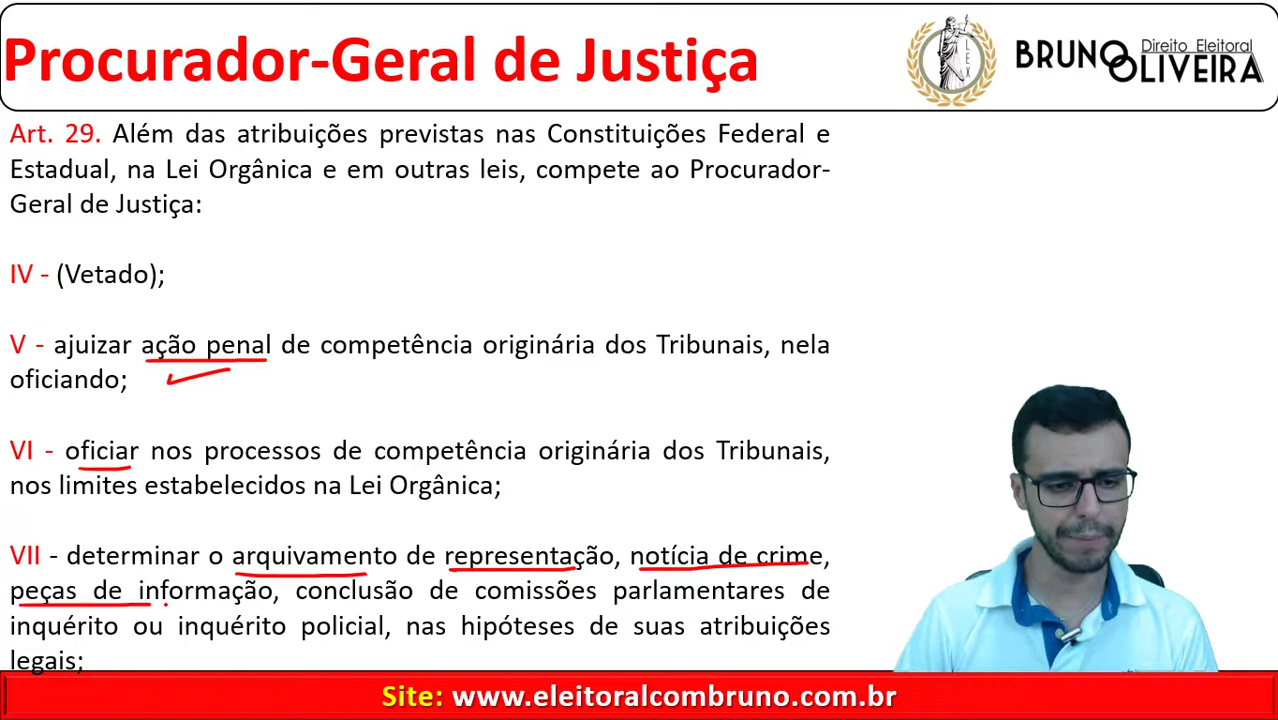 Procurador-Geral de Justiça
BRUNO OLIVEIRA
Direito Eleitoral
LEX
Art. 29. Além das atribuições previstas nas Constituições Federal e
Estadual, na Lei Orgânica e em outras leis, compete ao Procurador-
Geral de Justiça:
IV - (Vetado);
V - ajuizar ação penal de competência originária dos Tribunais, nela
oficiando;
VI - oficiar nos processos de competência originária dos Tribunais,
nos limites estabelecidos na Lei Orgânica;
VII - determinar o arquivamento de representação, notícia de crime,
peças de informação, conclusão de comissões parlamentares de
inquérito ou inquérito policial, nas hipóteses de suas atribuições
legais;
Site: www.eleitoralcombruno.com.br